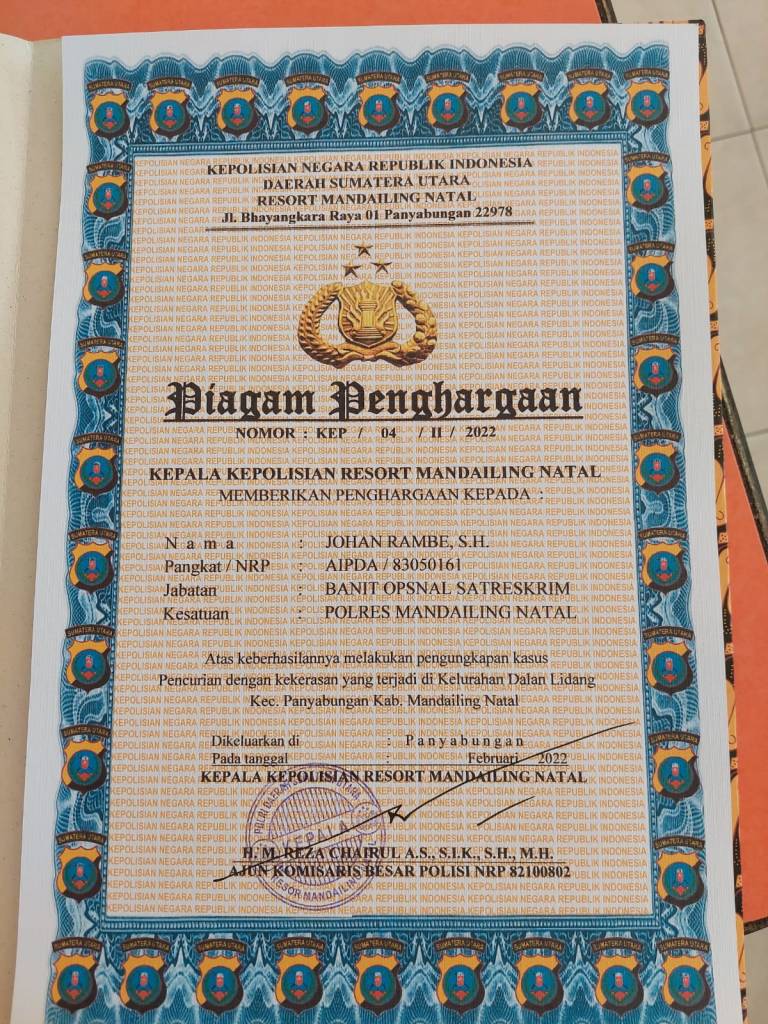 KEPOLISIAN NEGARA REPUBLIK INDONESIA
DAERAH SUMATERA UTARA
RESORT MANDAILING NATAL
Jl. Bhayangkara Raya 01 Panyabungan 22978
Piagam Penghargaan
NOMOR : KEP / 04 / II / 2022
KEPALA KEPOLISIAN RESORT MANDAILING NATAL
MEMBERIKAN PENGHARGAAN KEPADA :
N a m a : JOHAN RAMBE, S.H.
Pangkat / NRP : AIPDA / 83050161
Jabatan : BANIT OPSNAL SATRESKRIM
Kesatuan : POLRES MANDAILING NATAL
Atas keberhasilannya melakukan pengungkapan kasus
Pencurian dengan kekerasan yang terjadi di Kelurahan Dalan Lidang
Kec. Panyabungan Kab. Mandailing Natal
Dikeluarkan di : P a n y a b u n g a n
Pada tanggal : Februari 2022
KEPALA KEPOLISIAN RESORT MANDAILING NATAL
KEPALA
H. M. REZA CHAIRUL A.S., S.I.K., S.H., M.H.
AJUN KOMISARIS BESAR POLISI NRP 82100802
SUMATERA UTARA